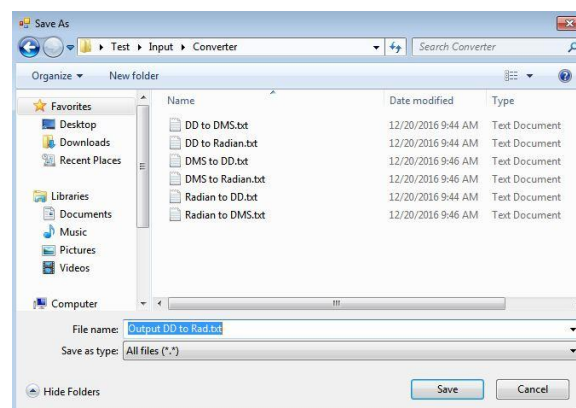 Save As
Test ▸ Input ▸ Converter
Search Converter
Organize
New folder
Favorites
Desktop
Downloads
Recent Places
Libraries
Documents
Music
Pictures
Videos
Computer
Name Date modified Type
DD to DMS.txt 12/20/2016 9:44 AM Text Document
DD to Radian.txt 12/20/2016 9:44 AM Text Document
DMS to DD.txt 12/20/2016 9:46 AM Text Document
DMS to Radian.txt 12/20/2016 9:46 AM Text Document
Radian to DD.txt 12/20/2016 9:44 AM Text Document
Radian to DMS.txt 12/20/2016 9:46 AM Text Document
File name: Output DD to Rad.txt
Save as type: All files (*.*)
Hide Folders
Save
Cancel